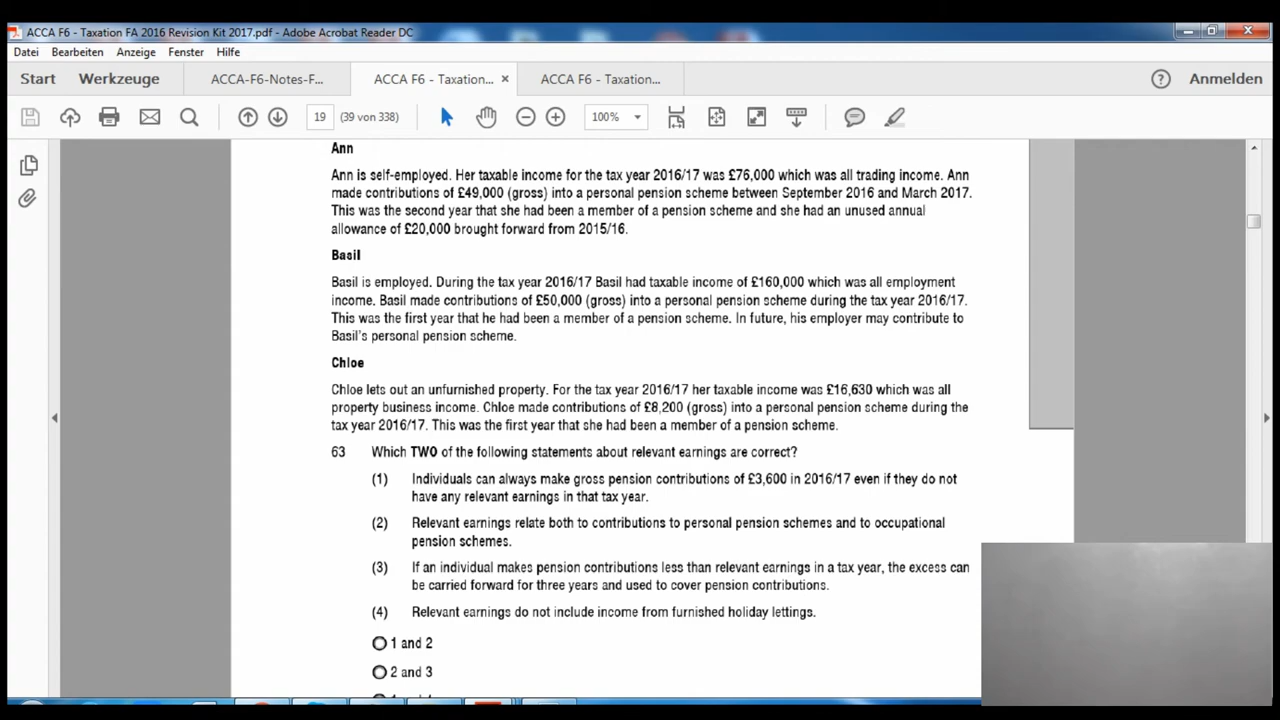 ACCA F6 - Taxation FA 2016 Revision Kit 2017.pdf - Adobe Acrobat Reader DC
Datei Bearbeiten Anzeige Fenster Hilfe
Start Werkzeuge ACCA-F6-Notes-F... ACCA F6 - Taxation... × ACCA F6 - Taxation... Anmelden
19 (39 von 338) 100%
Ann
Ann is self-employed. Her taxable income for the tax year 2016/17 was £76,000 which was all trading income. Ann
made contributions of £49,000 (gross) into a personal pension scheme between September 2016 and March 2017.
This was the second year that she had been a member of a pension scheme and she had an unused annual
allowance of £20,000 brought forward from 2015/16.
Basil
Basil is employed. During the tax year 2016/17 Basil had taxable income of £160,000 which was all employment
income. Basil made contributions of £50,000 (gross) into a personal pension scheme during the tax year 2016/17.
This was the first year that he had been a member of a pension scheme. In future, his employer may contribute to
Basil's personal pension scheme.
Chloe
Chloe lets out an unfurnished property. For the tax year 2016/17 her taxable income was £16,630 which was all
property business income. Chloe made contributions of £8,200 (gross) into a personal pension scheme during the
tax year 2016/17. This was the first year that she had been a member of a pension scheme.
63 Which TWO of the following statements about relevant earnings are correct?
(1) Individuals can always make gross pension contributions of £3,600 in 2016/17 even if they do not
have any relevant earnings in that tax year.
(2) Relevant earnings relate both to contributions to personal pension schemes and to occupational
pension schemes.
(3) If an individual makes pension contributions less than relevant earnings in a tax year, the excess can
be carried forward for three years and used to cover pension contributions.
(4) Relevant earnings do not include income from furnished holiday lettings.
1 and 2
2 and 3